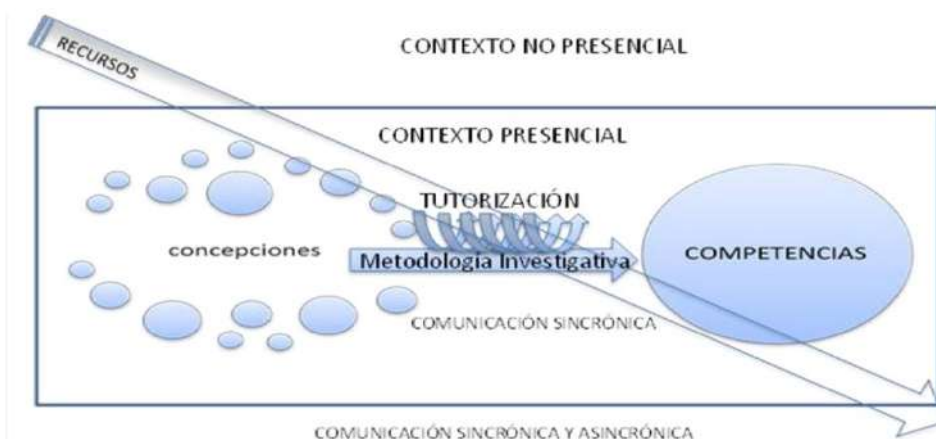 RECURSOS
CONTEXTO NO PRESENCIAL
CONTEXTO PRESENCIAL
TUTORIZACIÓN
concepciones
Metodología Investigativa
COMPETENCIAS
COMUNICACIÓN SINCRÓNICA
COMUNICACIÓN SINCRÓNICA Y ASINCRÓNICA